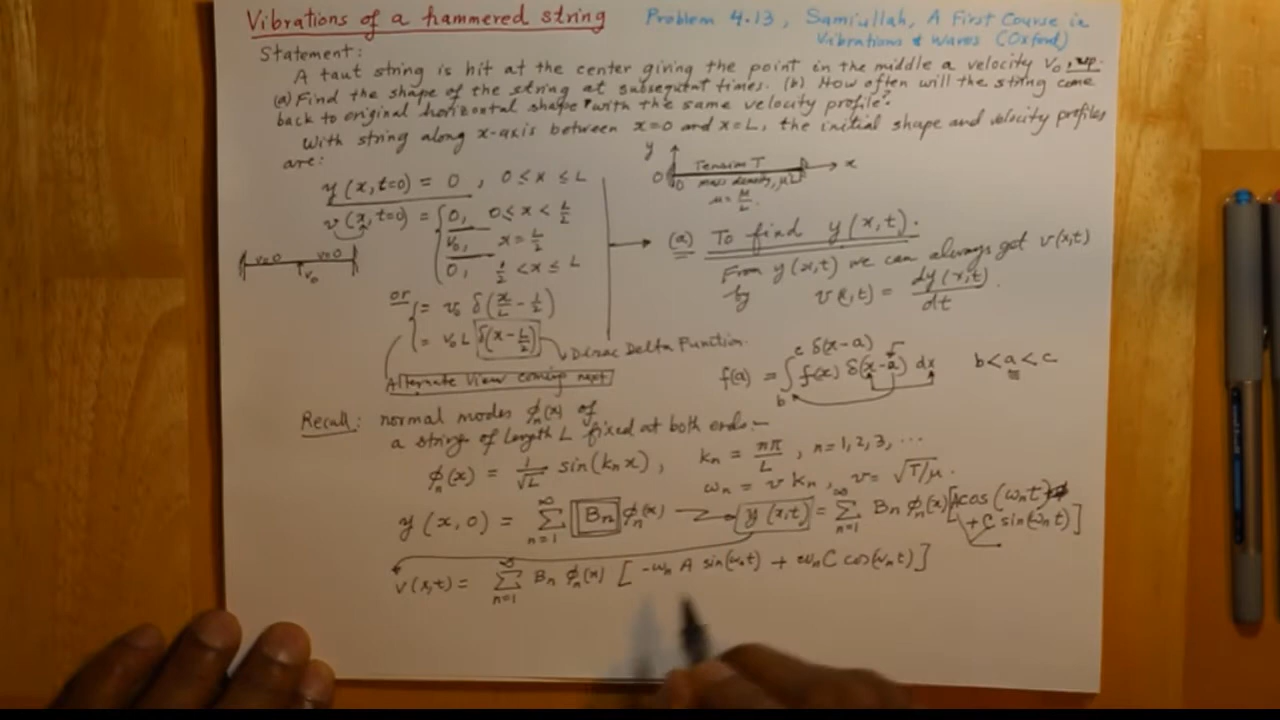 Vibrations of a hammered string
Problem 4.13, Samiullah, A First Course in
Vibrations & Waves (Oxford)
Statement:
A taut string is hit at the center giving the point in the middle a velocity V₀, up.
(a) Find the shape of the string at subsequent times. (b) How often will the string come
back to original horizontal shape with the same velocity profile?
With string along x-axis between x=0 and x=L, the initial shape and velocity profiles
are:
y(x,t=0) = 0 , 0 ≤ x ≤ L
v(x,t=0) = { 0, 0 ≤ x < L/2
v₀, x = L/2
0, L/2 < x ≤ L
v=0 v=0
v₀
or = v₀ δ(x/L - 1/2)
= v₀ L δ(x - L/2)
Dirac Delta Function.
Alternate View coming next
y
Tension T
x
0 0 mass density, μ L
μ = M/L.
(a) To find y(x,t).
From y(x,t) we can always get v(x,t)
by v(x,t) = dy(x,t)/dt .
c δ(x-a)
f(a) = ∫ f(x) δ(x-a) dx b < a < c
b
Recall: normal modes φₙ(x) of
a string of length L fixed at both ends:-
φₙ(x) = 1/√L sin(kₙx) , kₙ = nπ/L , n = 1, 2, 3, ...
ωₙ = v kₙ , v = √T/μ .
y(x,0) = ∞ Σ n=1 Bₙ φₙ(x) → y(x,t) = ∞ Σ n=1 Bₙ φₙ(x) [A cos(ωₙt)
+ C sin(ωₙt)]
v(x,t) = ∞ Σ n=1 Bₙ φₙ(x) [ -ωₙ A sin(ωₙt) + ωₙ C cos(ωₙt) ]